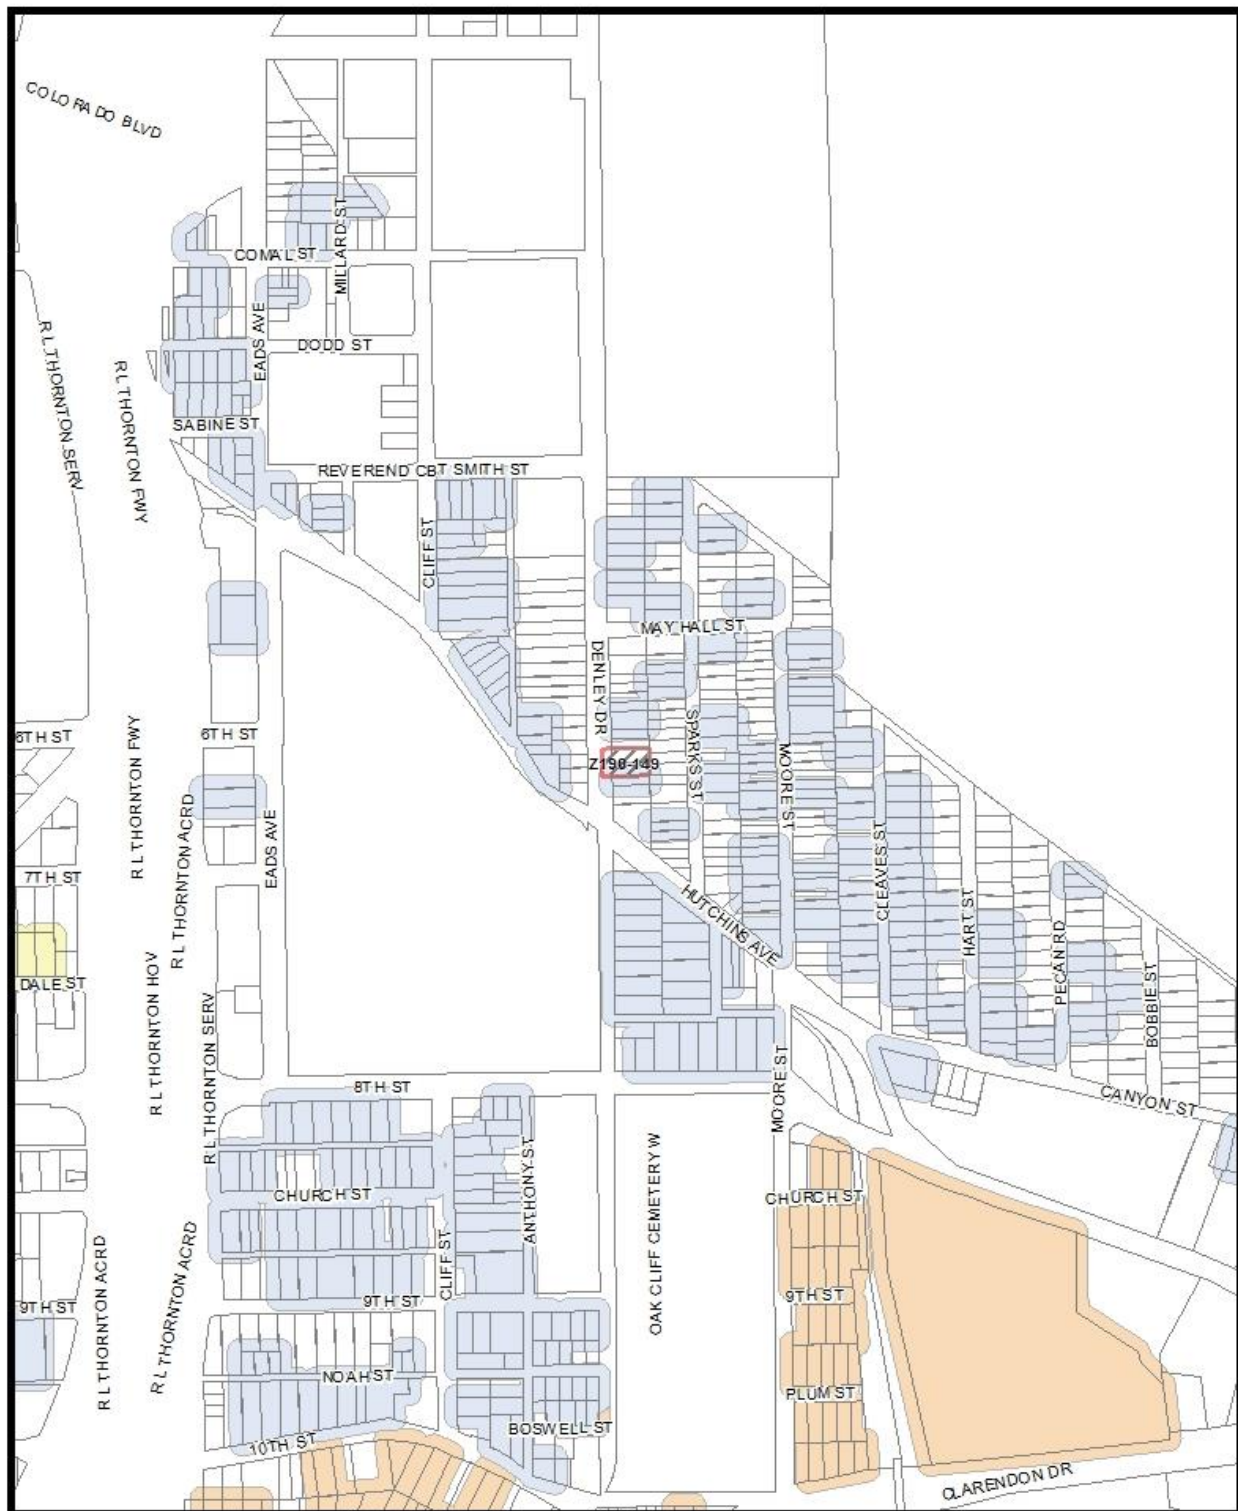 COLORADO BLVD
MILLARD ST
COMAL ST
EADS AVE
DODD ST
R L THORNTON SERV
R L THORNTON FWY
SABINE ST
REVEREND CBT SMITH ST
CLIFF ST
MAY HALL ST
DENLEY DR
SPARKS ST
MOORE ST
6TH ST
6TH ST
Z190-149
R L THORNTON FWY
R L THORNTON ACRD
EADS AVE
CLEAVES ST
7TH ST
HUTCHINS AVE
HART ST
PECAN RD
BOBBIE ST
DALE ST
R L THORNTON HOV
R L THORNTON SERV
MOORE ST
8TH ST
CANYON ST
ANTHONY ST
CHURCH ST
CHURCH ST
OAK CLIFF CEMETERY W
R L THORNTON ACRD
R L THORNTON ACRD
CLIFF ST
9TH ST
9TH ST
9TH ST
NOAH ST
PLUM ST
BOSWELL ST
10TH ST
CLARENDON DR